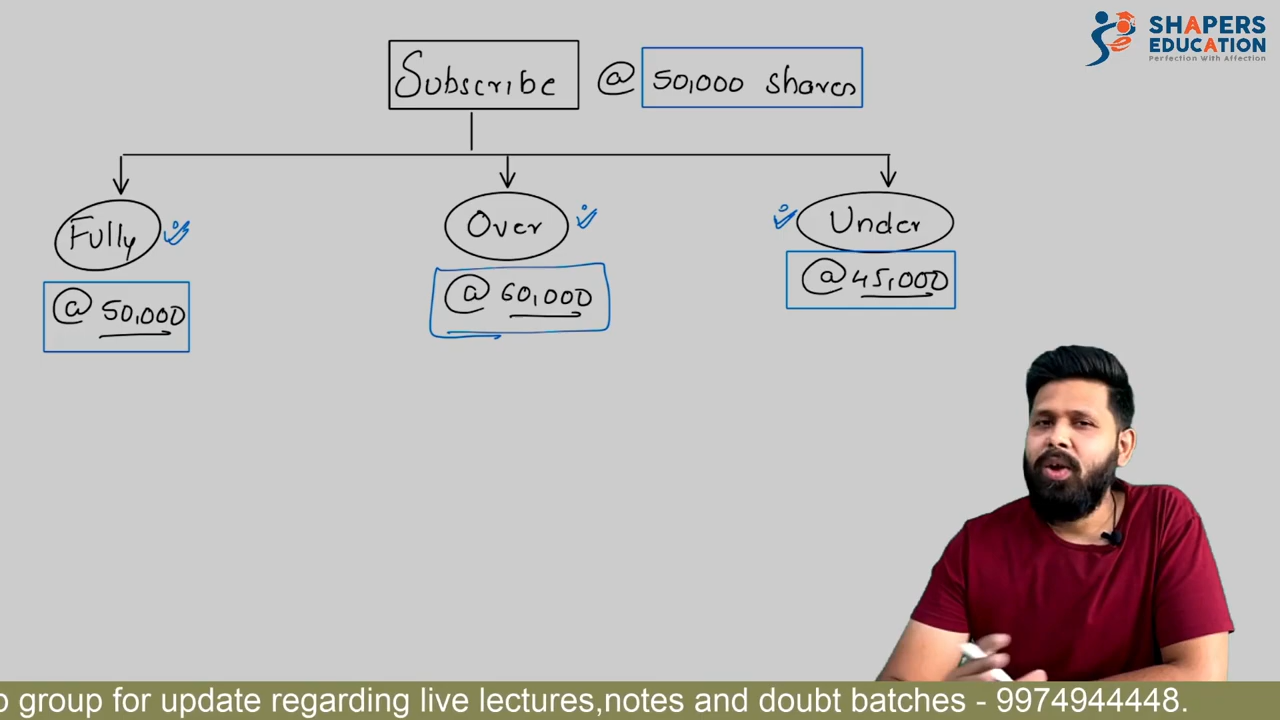 SHAPERS
EDUCATION
Perfection With Affection
Subscribe @ 50,000 shares
Fully
Over
Under
@ 50,000
@ 60,000
@ 45,000
p group for update regarding live lectures,notes and doubt batches - 9974944448.